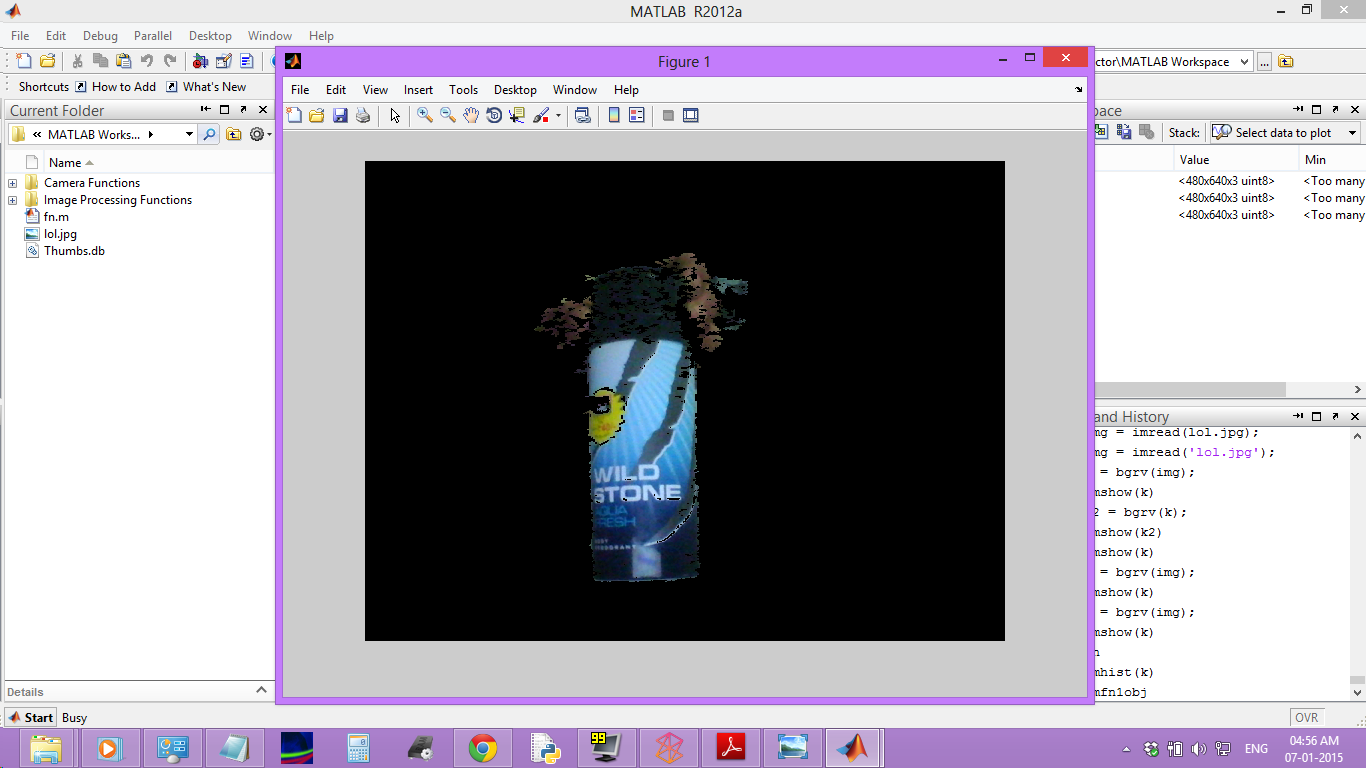 MATLAB R2012a
File Edit Debug Parallel Desktop Window Help
Figure 1
ctor\MATLAB Workspace
...
Shortcuts How to Add What's New
File Edit View Insert Tools Desktop Window Help
Current Folder
pace
« MATLAB Works...
Stack: Select data to plot
Name
Value Min
Camera Functions
<480x640x3 uint8> <Too many
Image Processing Functions
<480x640x3 uint8> <Too many
fn.m
<480x640x3 uint8> <Too many
lol.jpg
Thumbs.db
WILD
STONE
AQUA
FRESH
BODY
DEODORANT
and History
mg = imread(lol.jpg);
mg = imread('lol.jpg');
= bgrv(img);
mshow(k)
2 = bgrv(k);
mshow(k2)
mshow(k)
= bgrv(img);
mshow(k)
= bgrv(img);
mshow(k)
n
mhist(k)
mfnlobj
Details
Start Busy
OVR
99
ENG
04:56 AM
07-01-2015